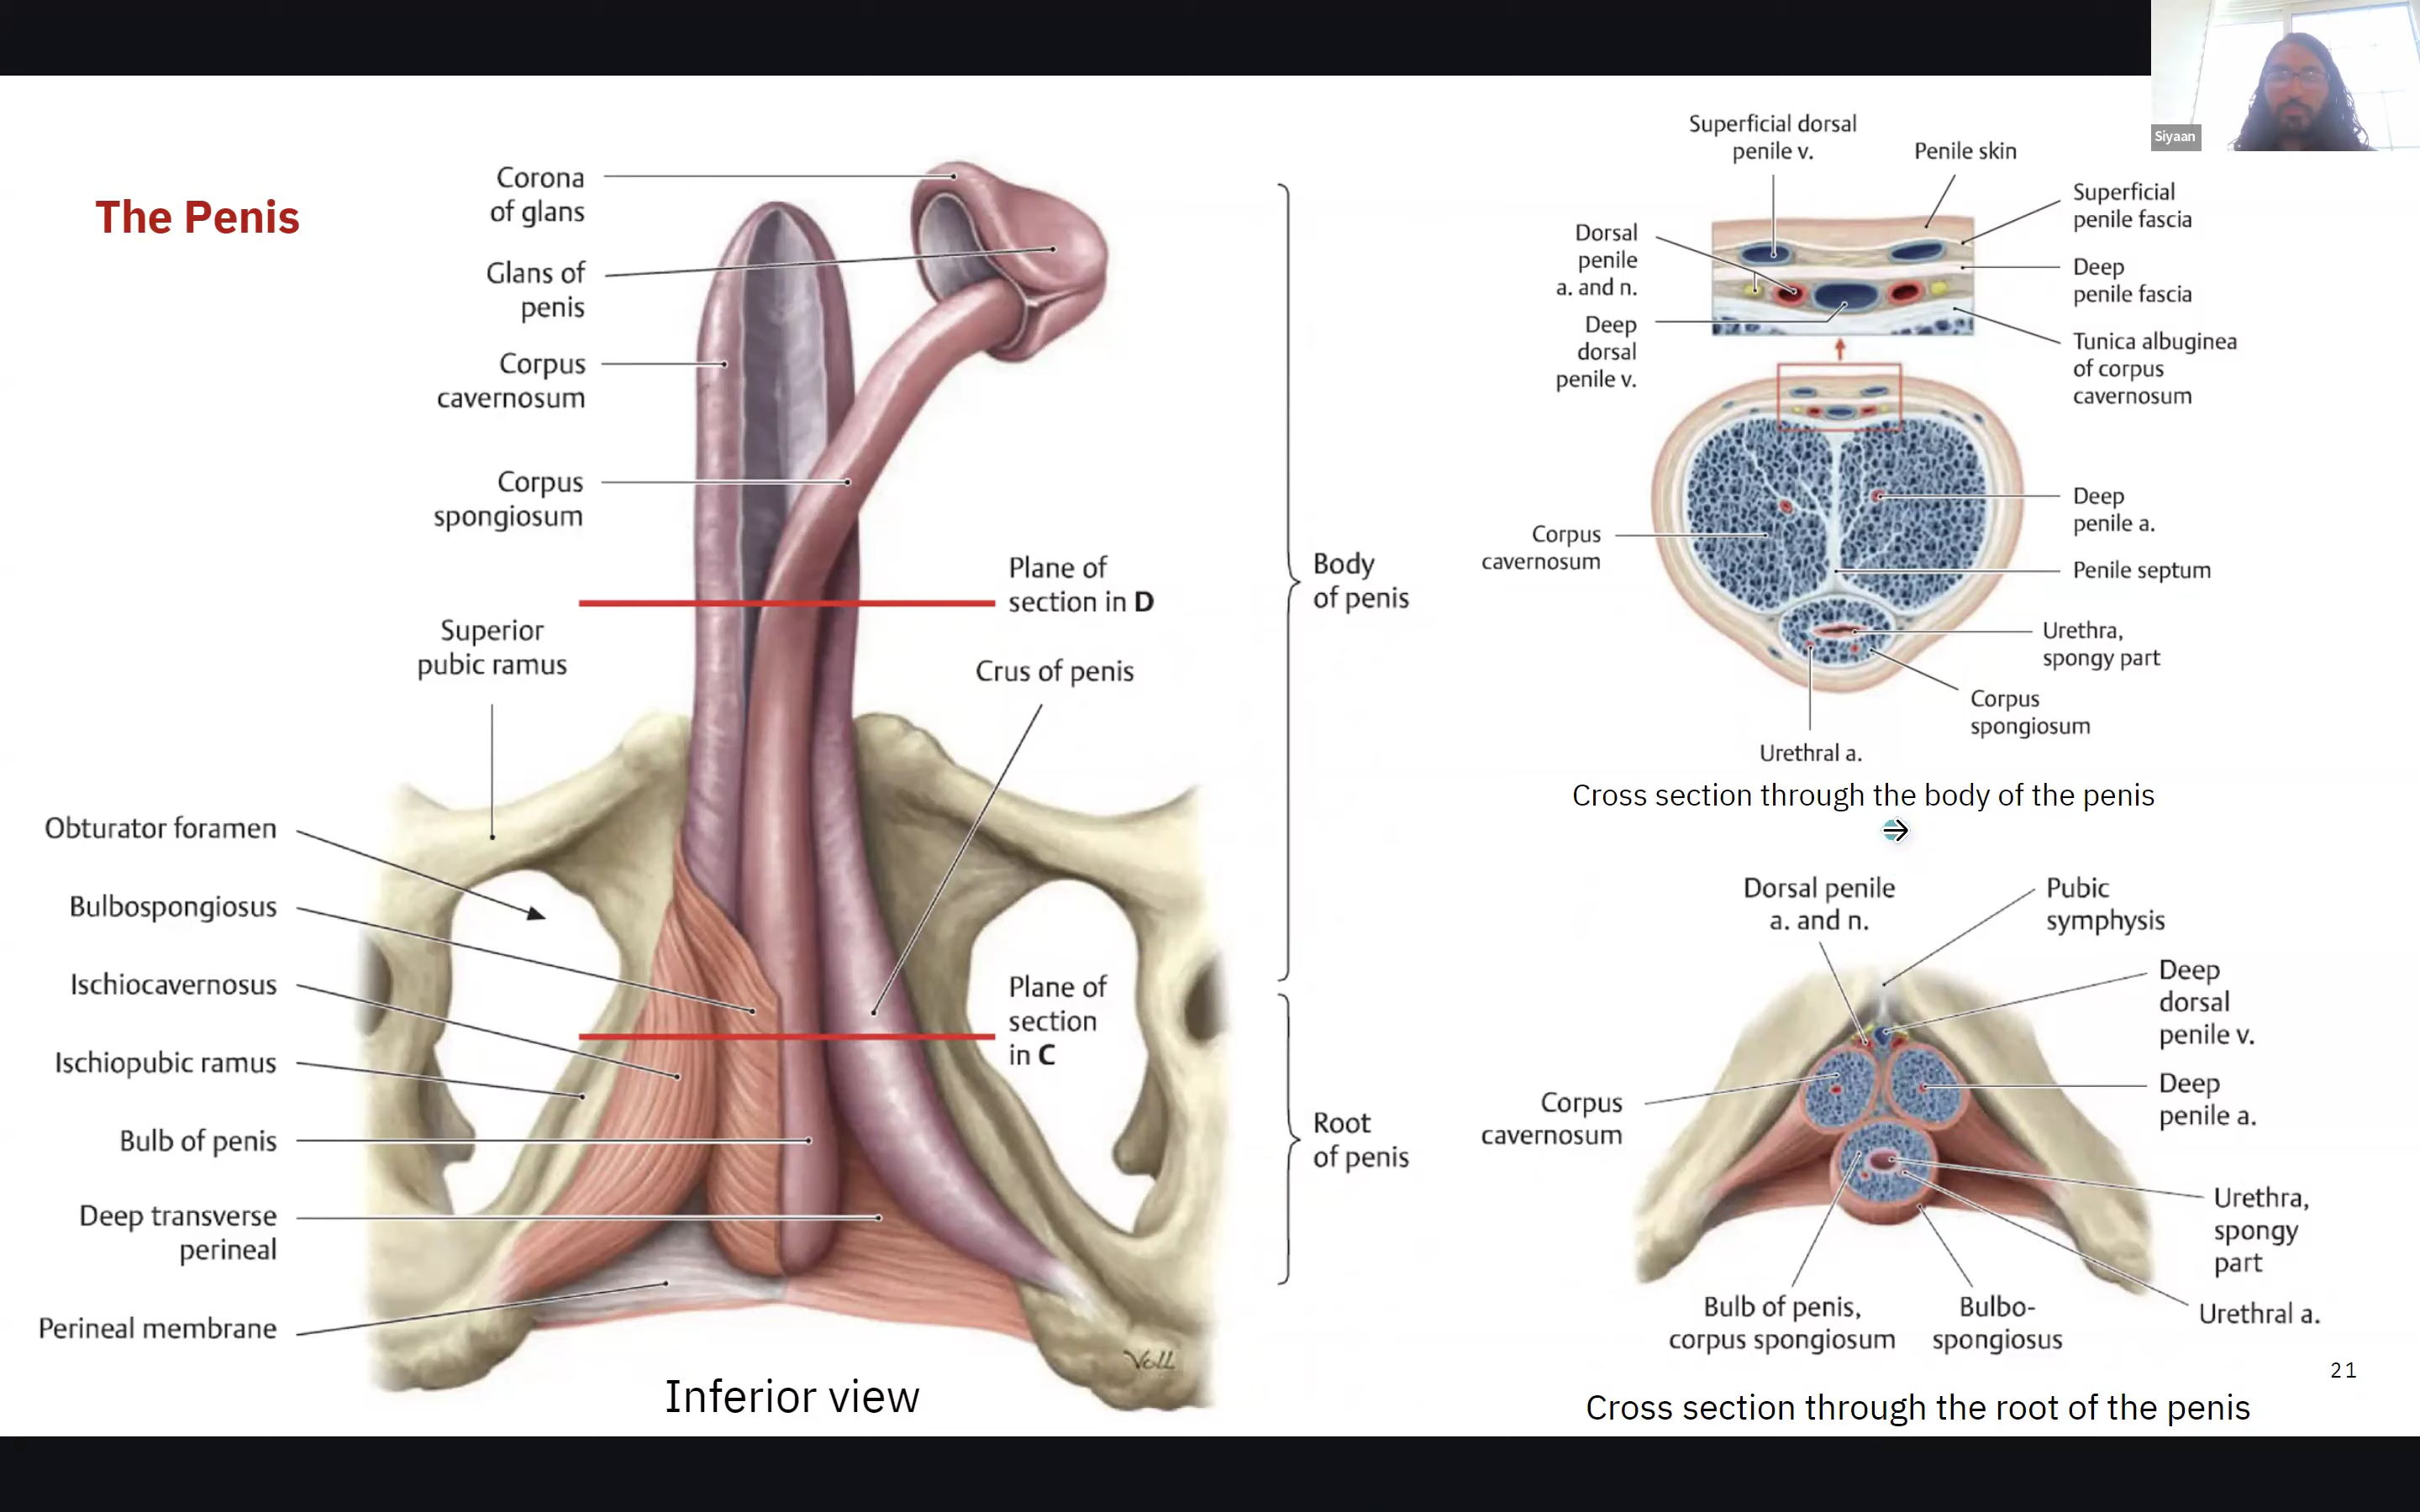 Siyaan
The Penis
Corona
of glans
Glans of
penis
Corpus
cavernosum
Corpus
spongiosum
Plane of
section in D
Superior
pubic ramus
Crus of penis
Body
of penis
Obturator foramen
Bulbospongiosus
Ischiocavernosus
Ischiopubic ramus
Bulb of penis
Deep transverse
perineal
Perineal membrane
Plane of
section
in C
Root
of penis
Voll
Inferior view
Superficial dorsal
penile v.
Penile skin
Superficial
penile fascia
Dorsal
penile
a. and n.
Deep
penile fascia
Deep
dorsal
penile v.
Tunica albuginea
of corpus
cavernosum
Corpus
cavernosum
Deep
penile a.
Penile septum
Urethra,
spongy part
Corpus
spongiosum
Urethral a.
Cross section through the body of the penis
Dorsal penile
a. and n.
Pubic
symphysis
Deep
dorsal
penile v.
Corpus
cavernosum
Deep
penile a.
Urethra,
spongy
part
Urethral a.
Bulb of penis,
corpus spongiosum
Bulbo-
spongiosus
21
Cross section through the root of the penis